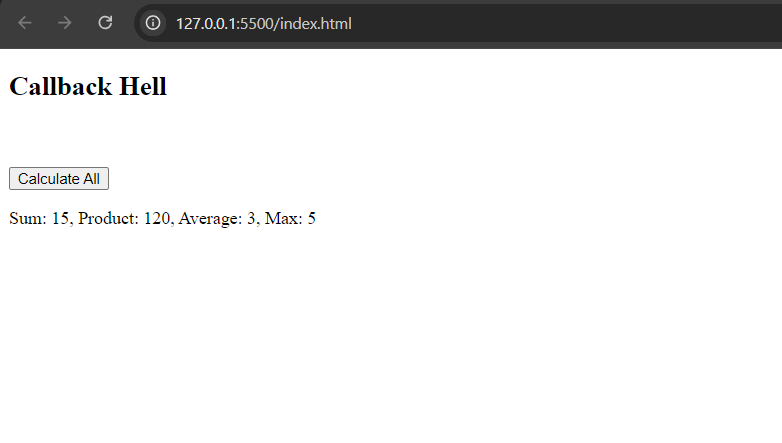 127.0.0.1:5500/index.html
Callback Hell
Calculate All
Sum: 15, Product: 120, Average: 3, Max: 5